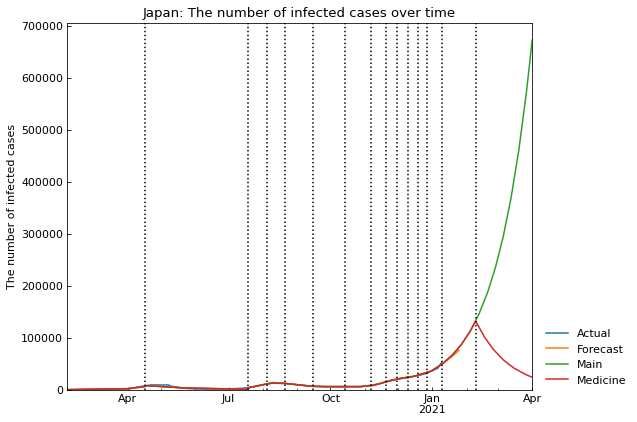 Japan: The number of infected cases over time
The number of infected cases
700000
600000
500000
400000
300000
200000
100000
0
Apr
Jul
Oct
Jan
2021
Apr
Actual
Forecast
Main
Medicine